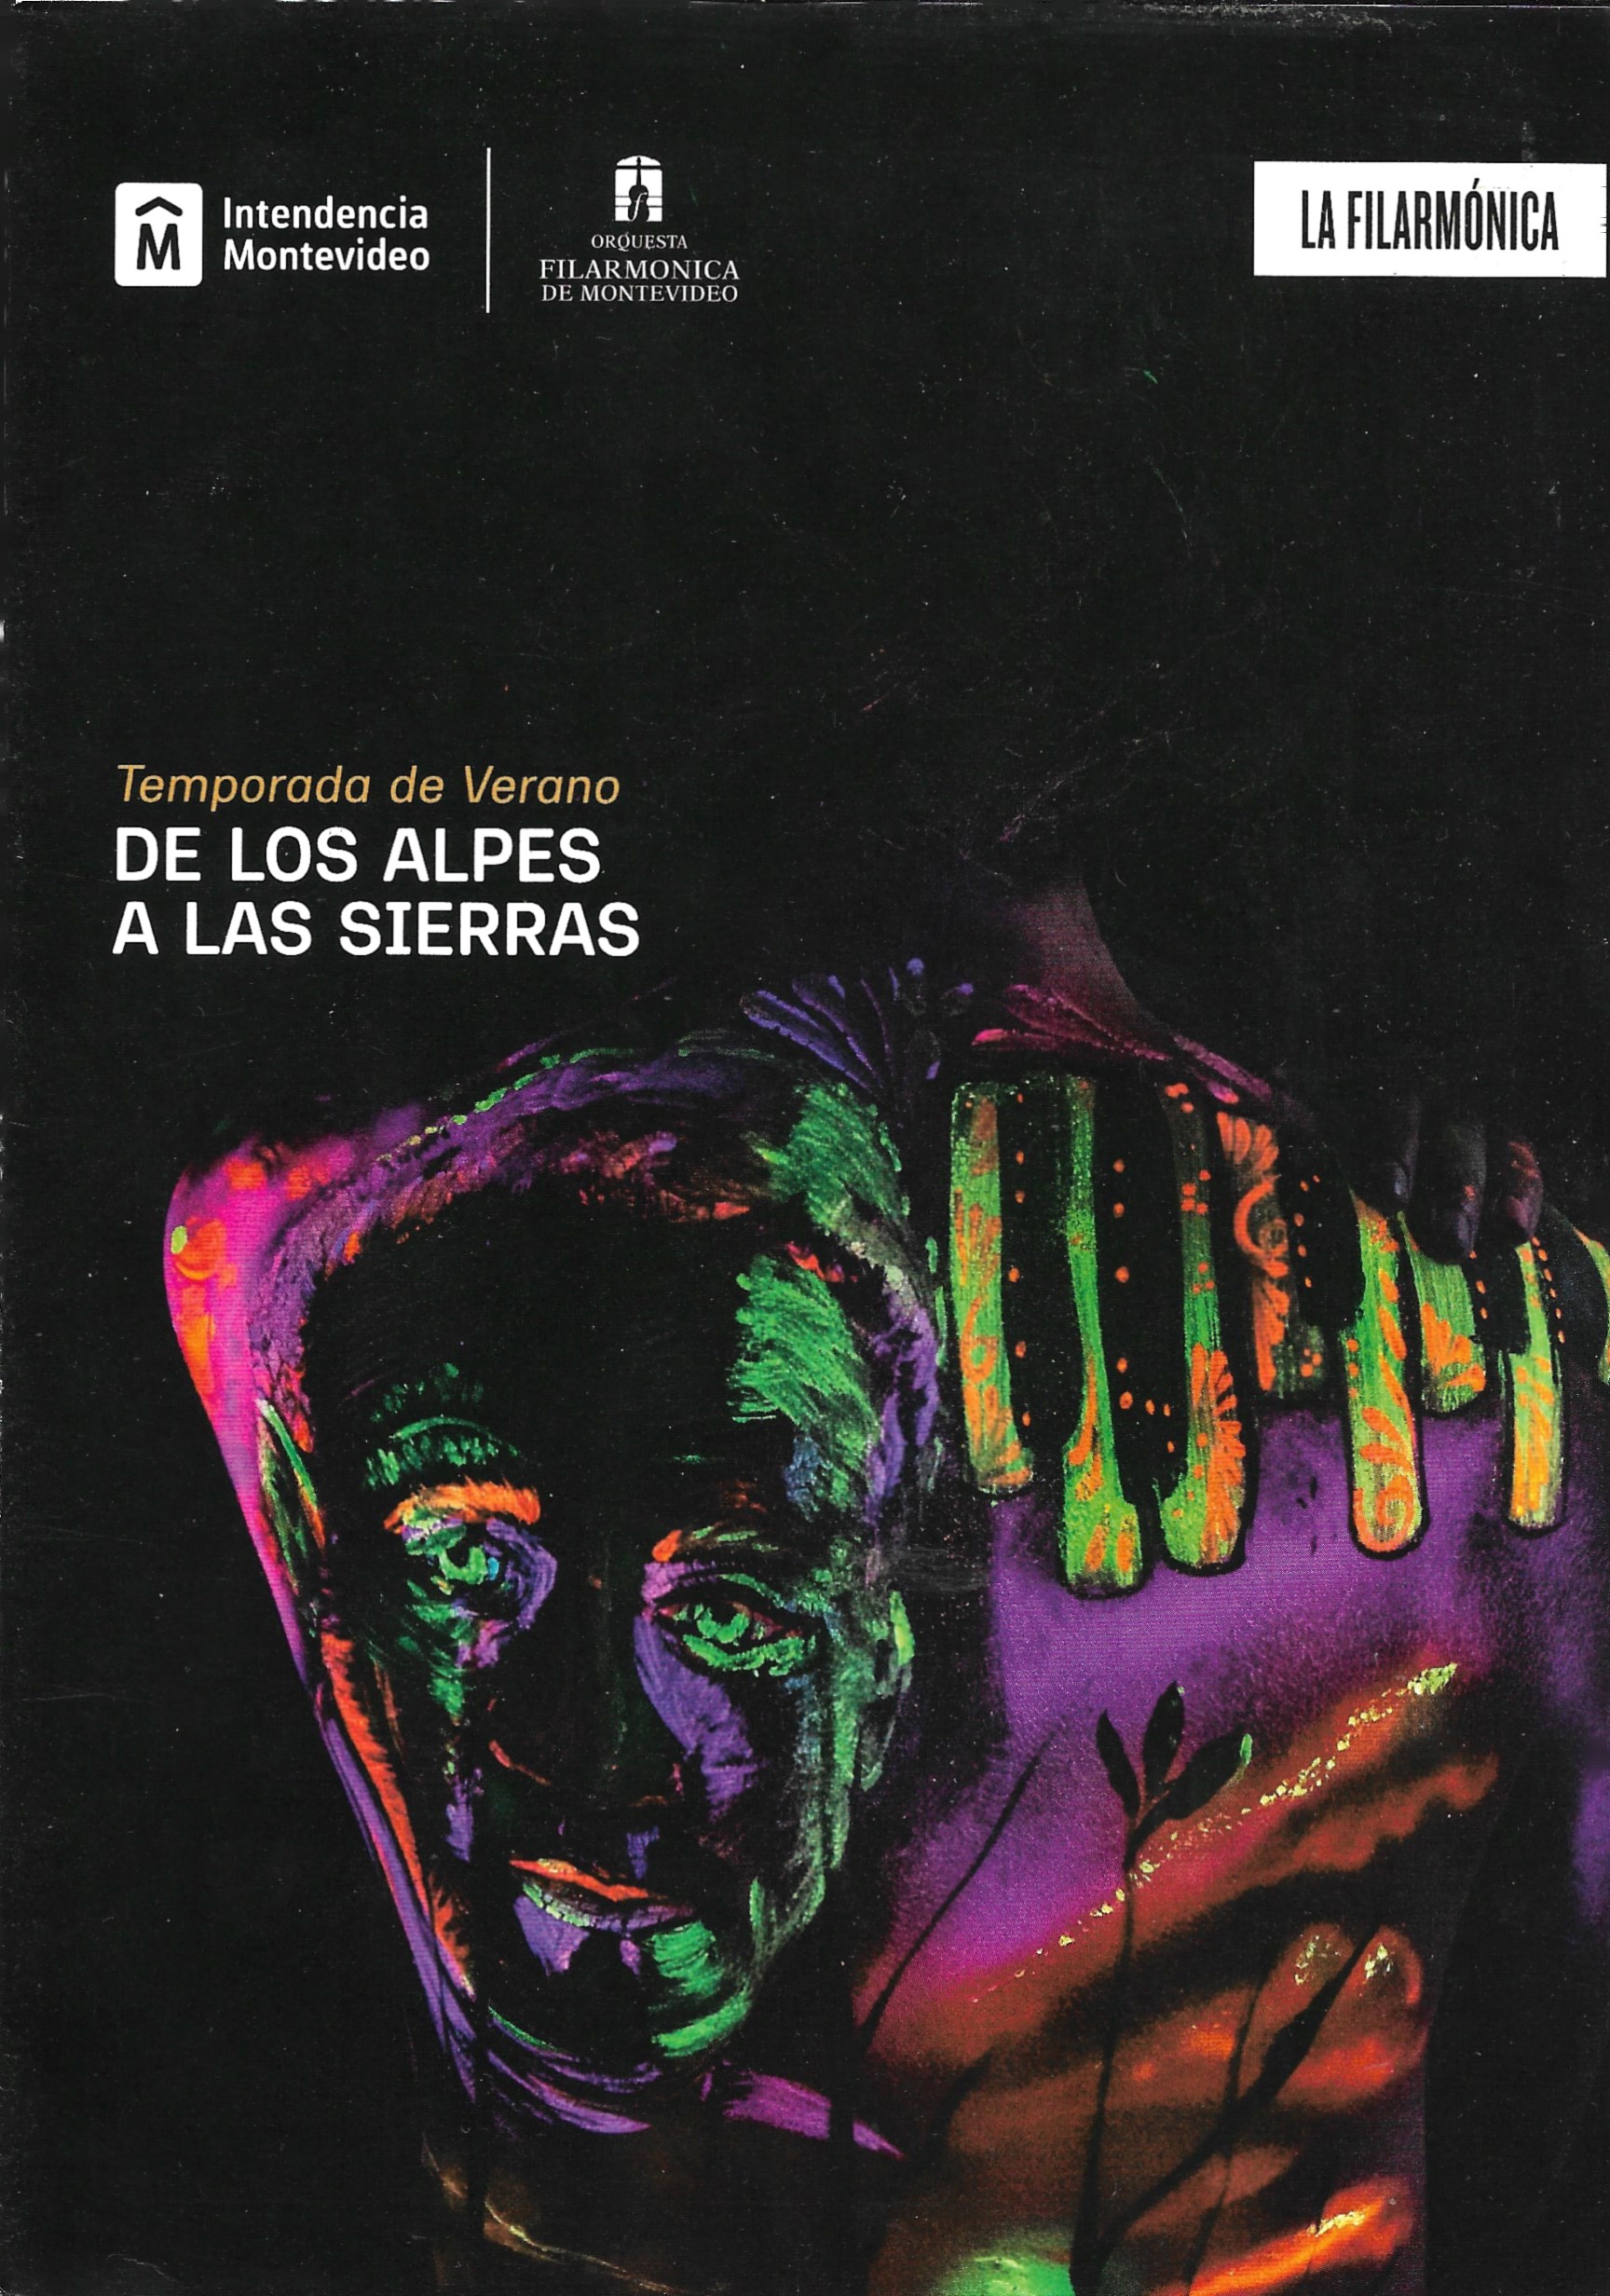 Intendencia
Montevideo
ORQUESTA
FILARMONICA
DE MONTEVIDEO
LA FILARMÓNICA
Temporada de Verano
DE LOS ALPES
A LAS SIERRAS